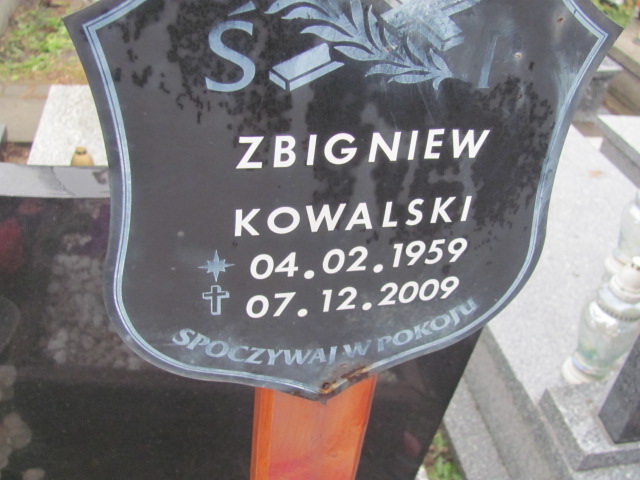 Ś P
ZBIGNIEW
KOWALSKI
04.02.1959
07.12.2009
SPOCZYWAJ W POKOJU